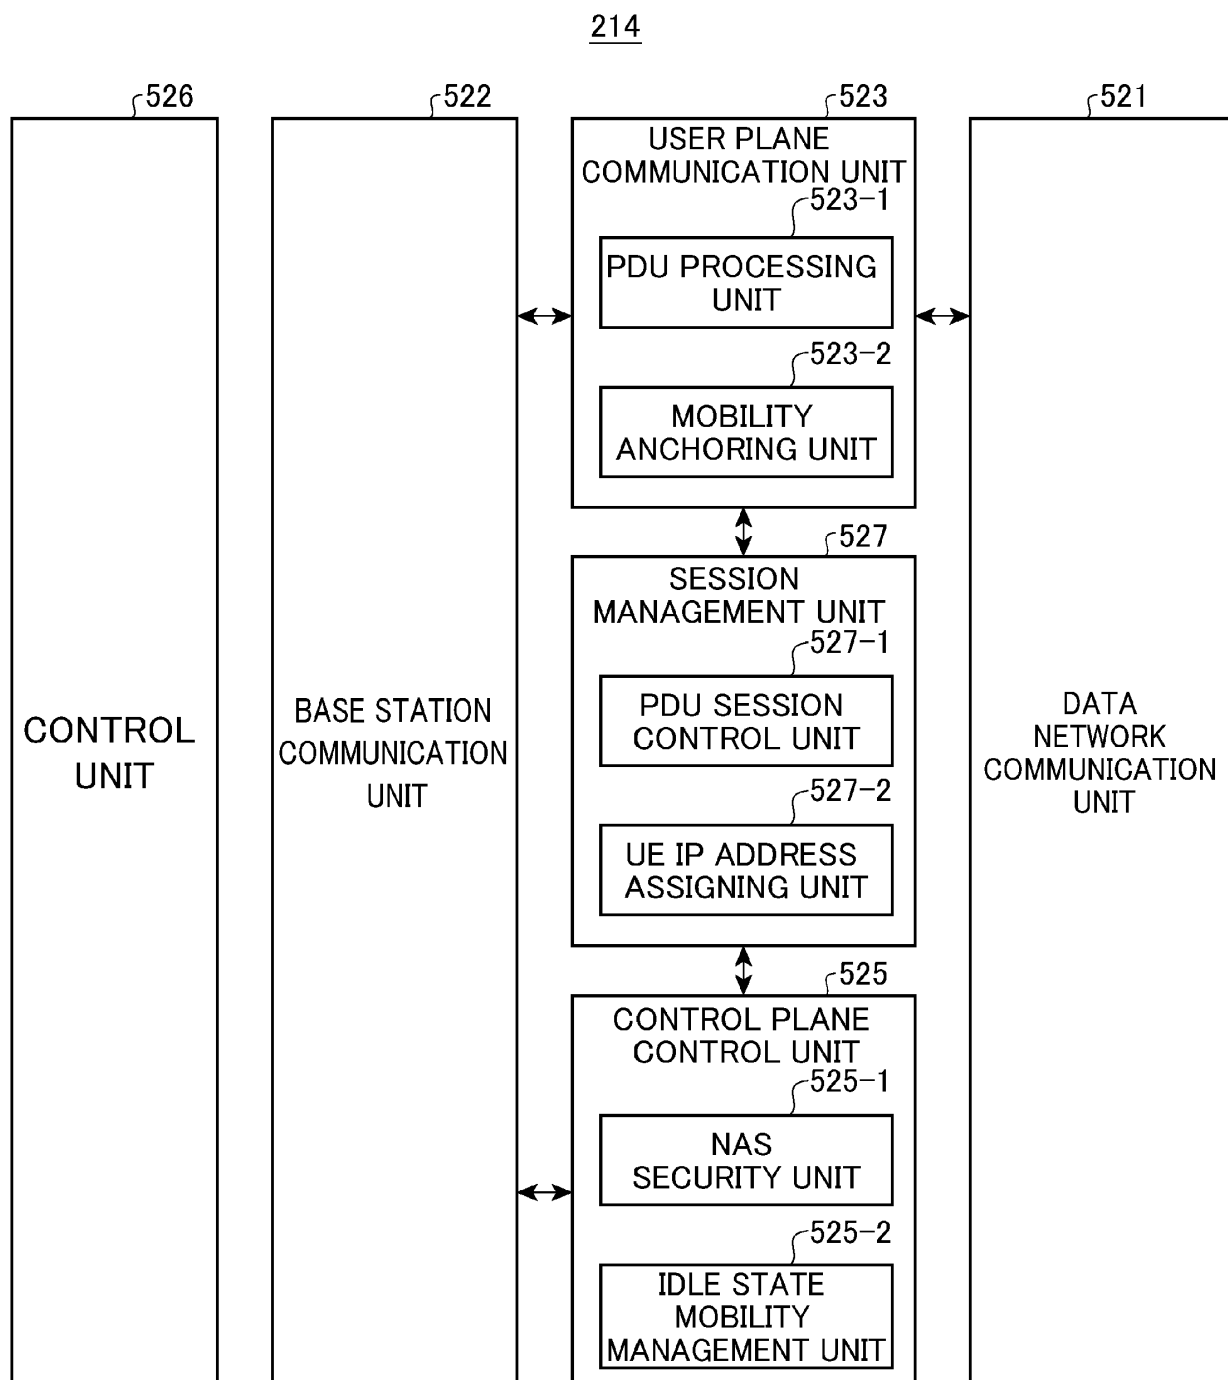 214
526
522
523
521
CONTROL
UNIT
BASE STATION
COMMUNICATION
UNIT
USER PLANE
COMMUNICATION UNIT
523-1
PDU PROCESSING
UNIT
523-2
MOBILITY
ANCHORING UNIT
527
SESSION
MANAGEMENT UNIT
527-1
PDU SESSION
CONTROL UNIT
527-2
UE IP ADDRESS
ASSIGNING UNIT
525
CONTROL PLANE
CONTROL UNIT
525-1
NAS
SECURITY UNIT
525-2
IDLE STATE
MOBILITY
MANAGEMENT UNIT
DATA
NETWORK
COMMUNICATION
UNIT